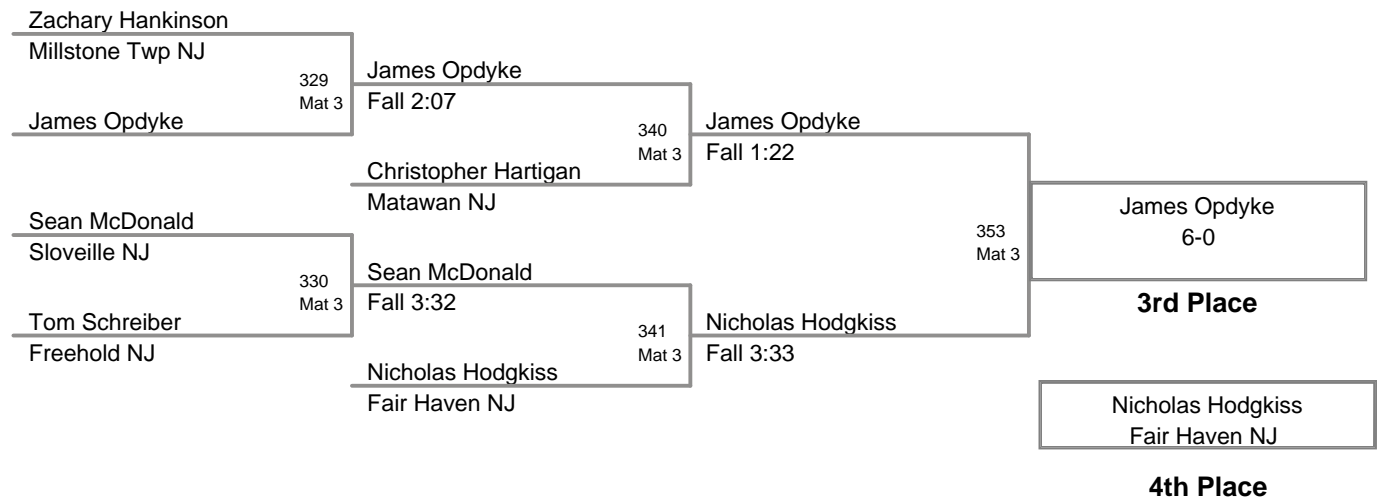 Zachary Hankinson
Millstone Twp NJ
329
Mat 3
James Opdyke
James Opdyke
Fall 2:07
340
Mat 3
Christopher Hartigan
Matawan NJ
James Opdyke
Fall 1:22
Sean McDonald
Sloveille NJ
330
Mat 3
Tom Schreiber
Freehold NJ
Sean McDonald
Fall 3:32
341
Mat 3
Nicholas Hodgkiss
Fair Haven NJ
Nicholas Hodgkiss
Fall 3:33
353
Mat 3
James Opdyke
6-0
3rd Place
Nicholas Hodgkiss
Fair Haven NJ
4th Place